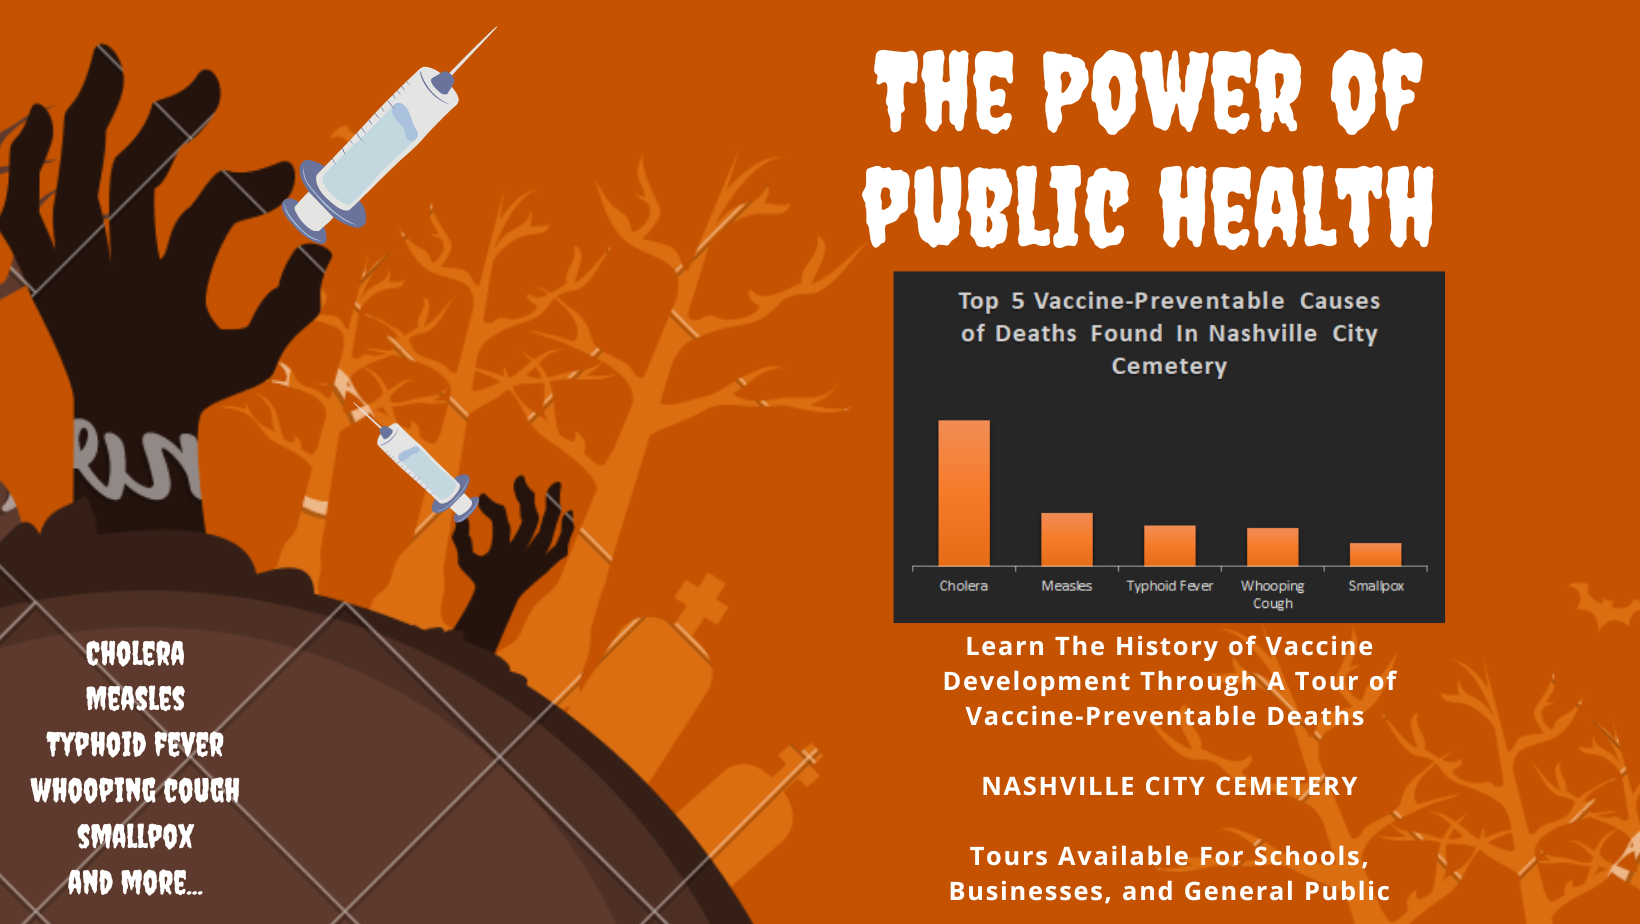 THE POWER OF
PUBLIC HEALTH
Top 5 Vaccine-Preventable Causes
of Deaths Found In Nashville City
Cemetery
Cholera
Measles
Typhoid Fever
Whooping
Cough
Smallpox
Learn The History of Vaccine
Development Through A Tour of
Vaccine-Preventable Deaths
NASHVILLE CITY CEMETERY
Tours Available For Schools,
Businesses, and General Public
CHOLERA
MEASLES
TYPHOID FEVER
WHOOPING COUGH
SMALLPOX
AND MORE...